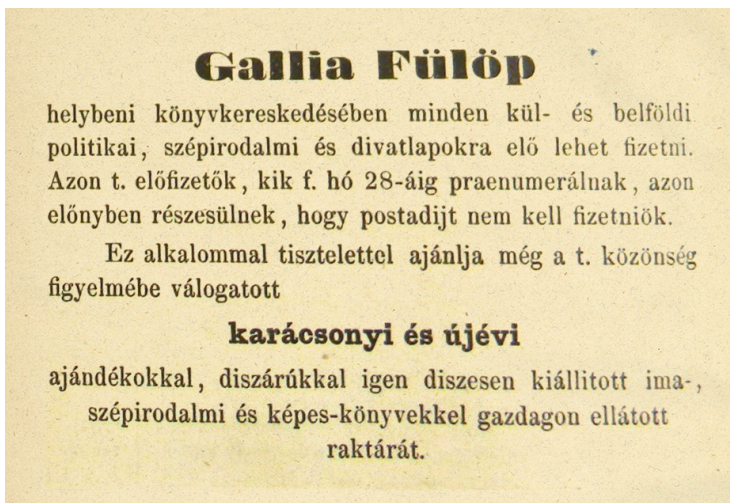 Gallia Fülöp
helybeni könyvkereskedésében minden kül- és belföldi
politikai, szépirodalmi és divatlapokra elő lehet fizetni.
Azon t. előfizetők, kik f. hó 28-áig praenumerálnak, azon
előnyben részesülnek, hogy postadijt nem kell fizetniök.
Ez alkalommal tisztelettel ajánlja még a t. közönség
figyelmébe válogatott
karácsonyi és újévi
ajándékokkal, diszárúkkal igen diszesen kiállitott ima-,
szépirodalmi és képes-könyvekkel gazdagon ellátott
raktárát.